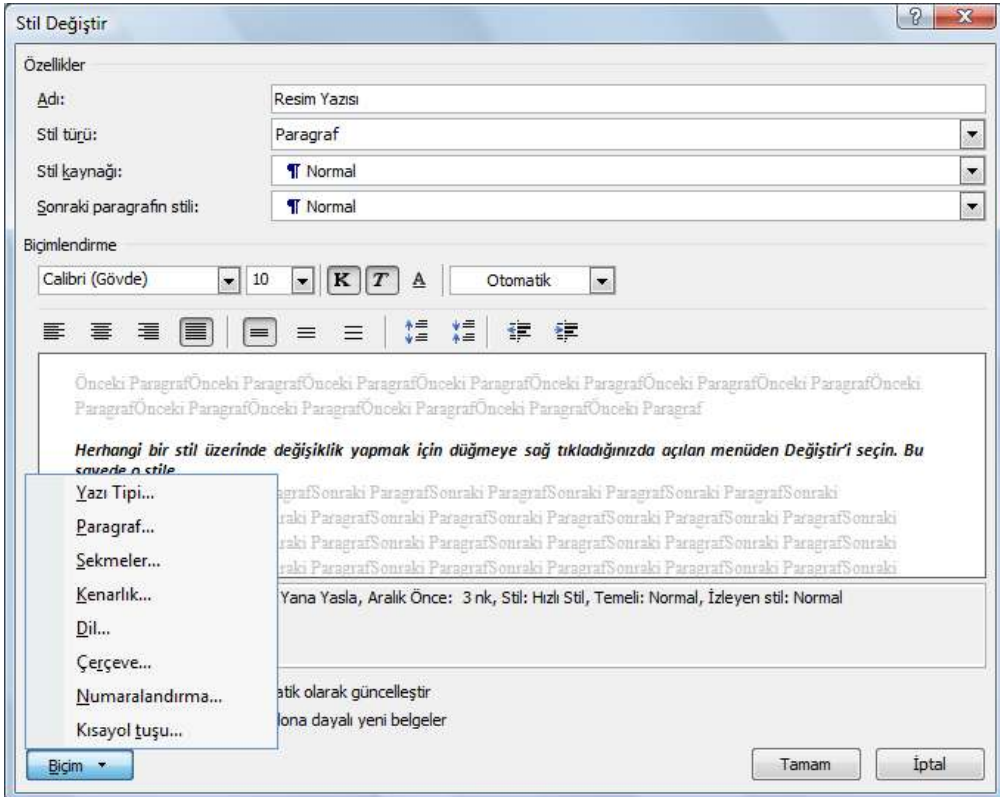 Stil Değiştir
Özellikler
Adı:
Resim Yazısı
Stil türü:
Paragraf
Stil kaynağı:
¶ Normal
Sonraki paragrafın stili:
¶ Normal
Biçimlendirme
Calibri (Gövde) 10 K T A Otomatik
Önceki ParagrafÖnceki ParagrafÖnceki ParagrafÖnceki ParagrafÖnceki ParagrafÖnceki ParagrafÖnceki ParagrafÖnceki
ParagrafÖnceki ParagrafÖnceki ParagrafÖnceki ParagrafÖnceki ParagrafÖnceki Paragraf
Herhangi bir stil üzerinde değişiklik yapmak için düğmeye sağ tıkladığınızda açılan menüden Değiştir'i seçin. Bu
sayede o stile
ParagrafSonraki ParagrafSonraki ParagrafSonraki ParagrafSonraki
ParagrafSonraki ParagrafSonraki ParagrafSonraki ParagrafSonraki
ParagrafSonraki ParagrafSonraki ParagrafSonraki ParagrafSonraki
ParagrafSonraki ParagrafSonraki ParagrafSonraki ParagrafSonraki
Yana Yasla, Aralık Önce: 3 nk, Stil: Hızlı Stil, Temeli: Normal, İzleyen stil: Normal
olarak güncelleştir
dayalı yeni belgeler
Yazı Tipi...
Paragraf...
Sekmeler...
Kenarlık...
Dil...
Çerçeve...
Numaralandırma...
Kısayol tuşu...
Biçim
Tamam
İptal